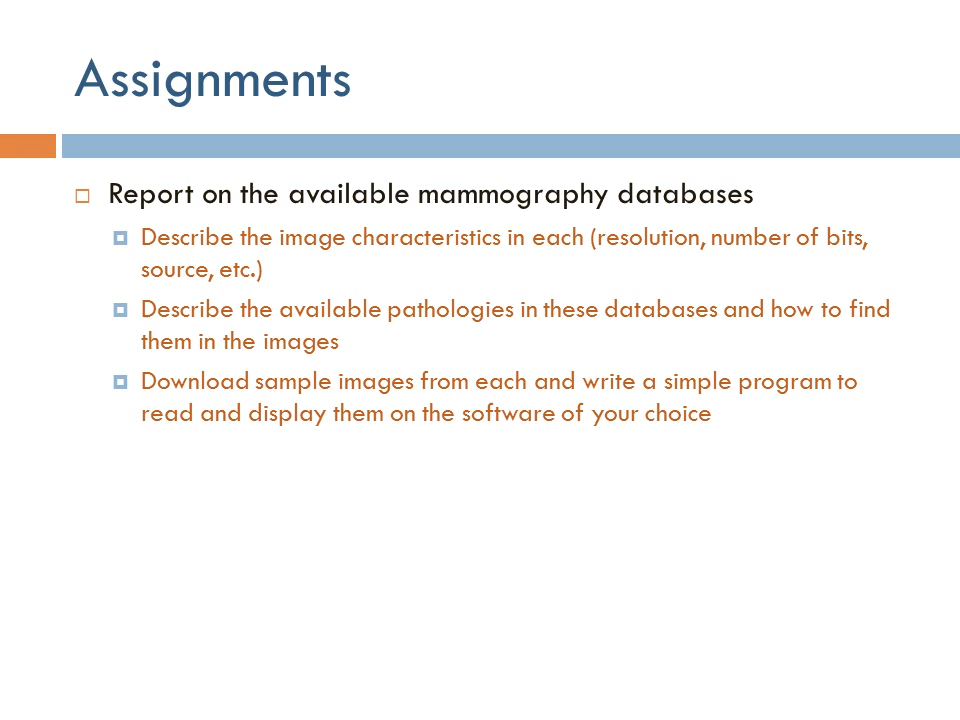 Assignments
Report on the available mammography databases
Describe the image characteristics in each (resolution, number of bits,
source, etc.)
Describe the available pathologies in these databases and how to find
them in the images
Download sample images from each and write a simple program to
read and display them on the software of your choice